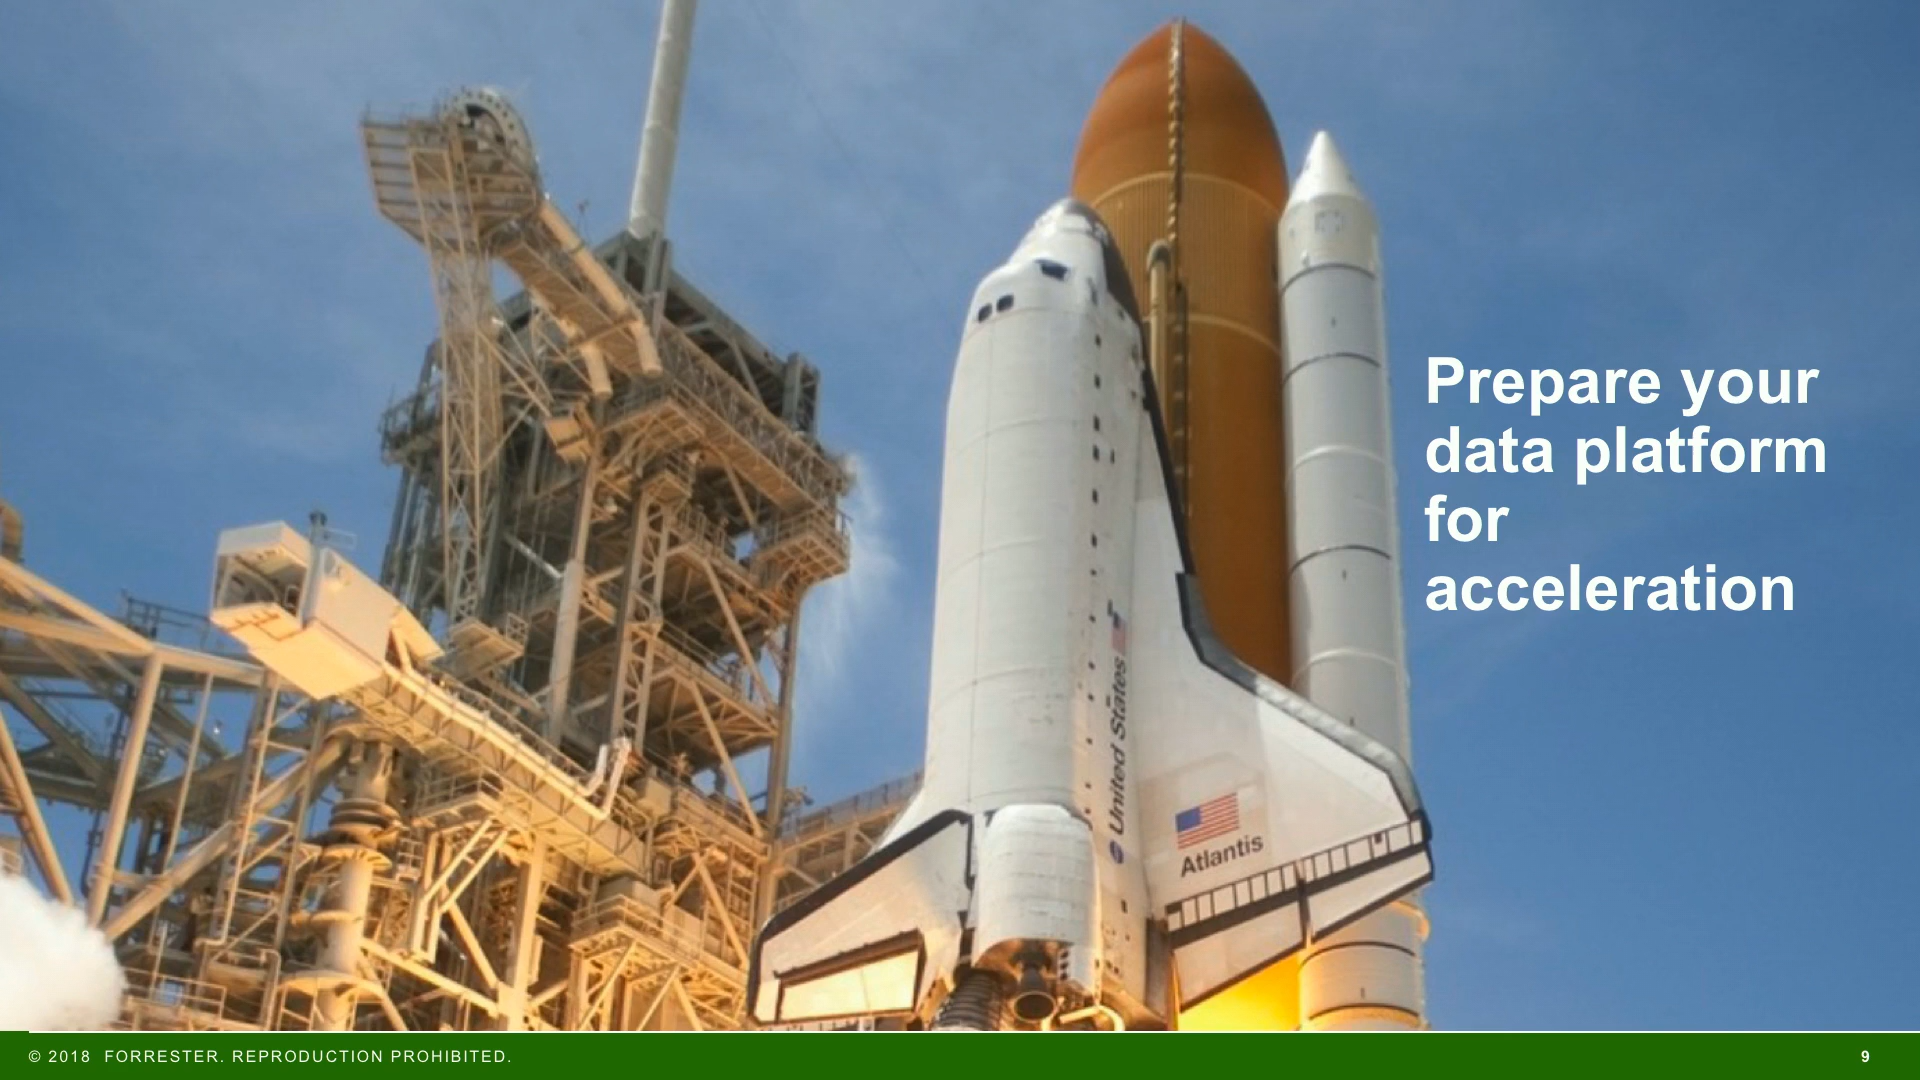 Prepare your
data platform
for
acceleration
United States
Atlantis
© 2018 FORRESTER. REPRODUCTION PROHIBITED.
9